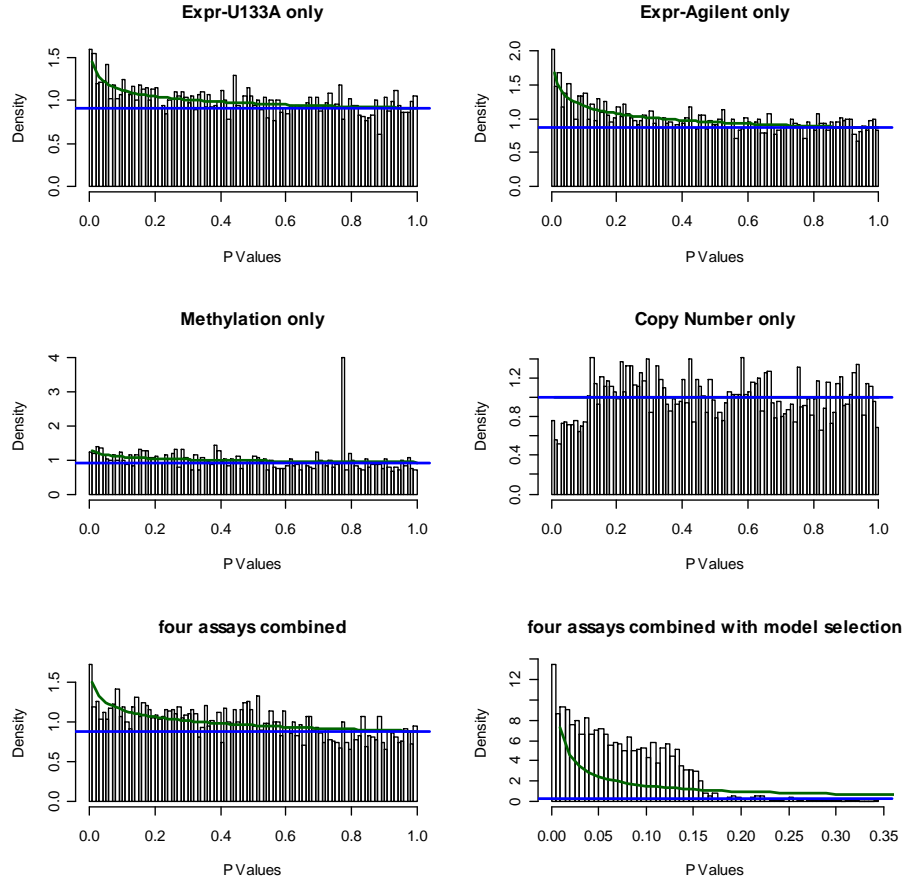 Expr-U133A only
Density
0.0 0.5 1.0 1.5
0.0 0.2 0.4 0.6 0.8 1.0
P Values
Expr-Agilent only
Density
0.0 0.5 1.0 1.5 2.0
0.0 0.2 0.4 0.6 0.8 1.0
P Values
Methylation only
Density
0 1 2 3 4
0.0 0.2 0.4 0.6 0.8 1.0
P Values
Copy Number only
Density
0.0 0.4 0.8 1.2
0.0 0.2 0.4 0.6 0.8 1.0
P Values
four assays combined
Density
0.0 0.5 1.0 1.5
0.0 0.2 0.4 0.6 0.8 1.0
P Values
four assays combined with model selection
Density
0 2 4 6 8 12
0.00 0.05 0.10 0.15 0.20 0.25 0.30 0.35
P Values